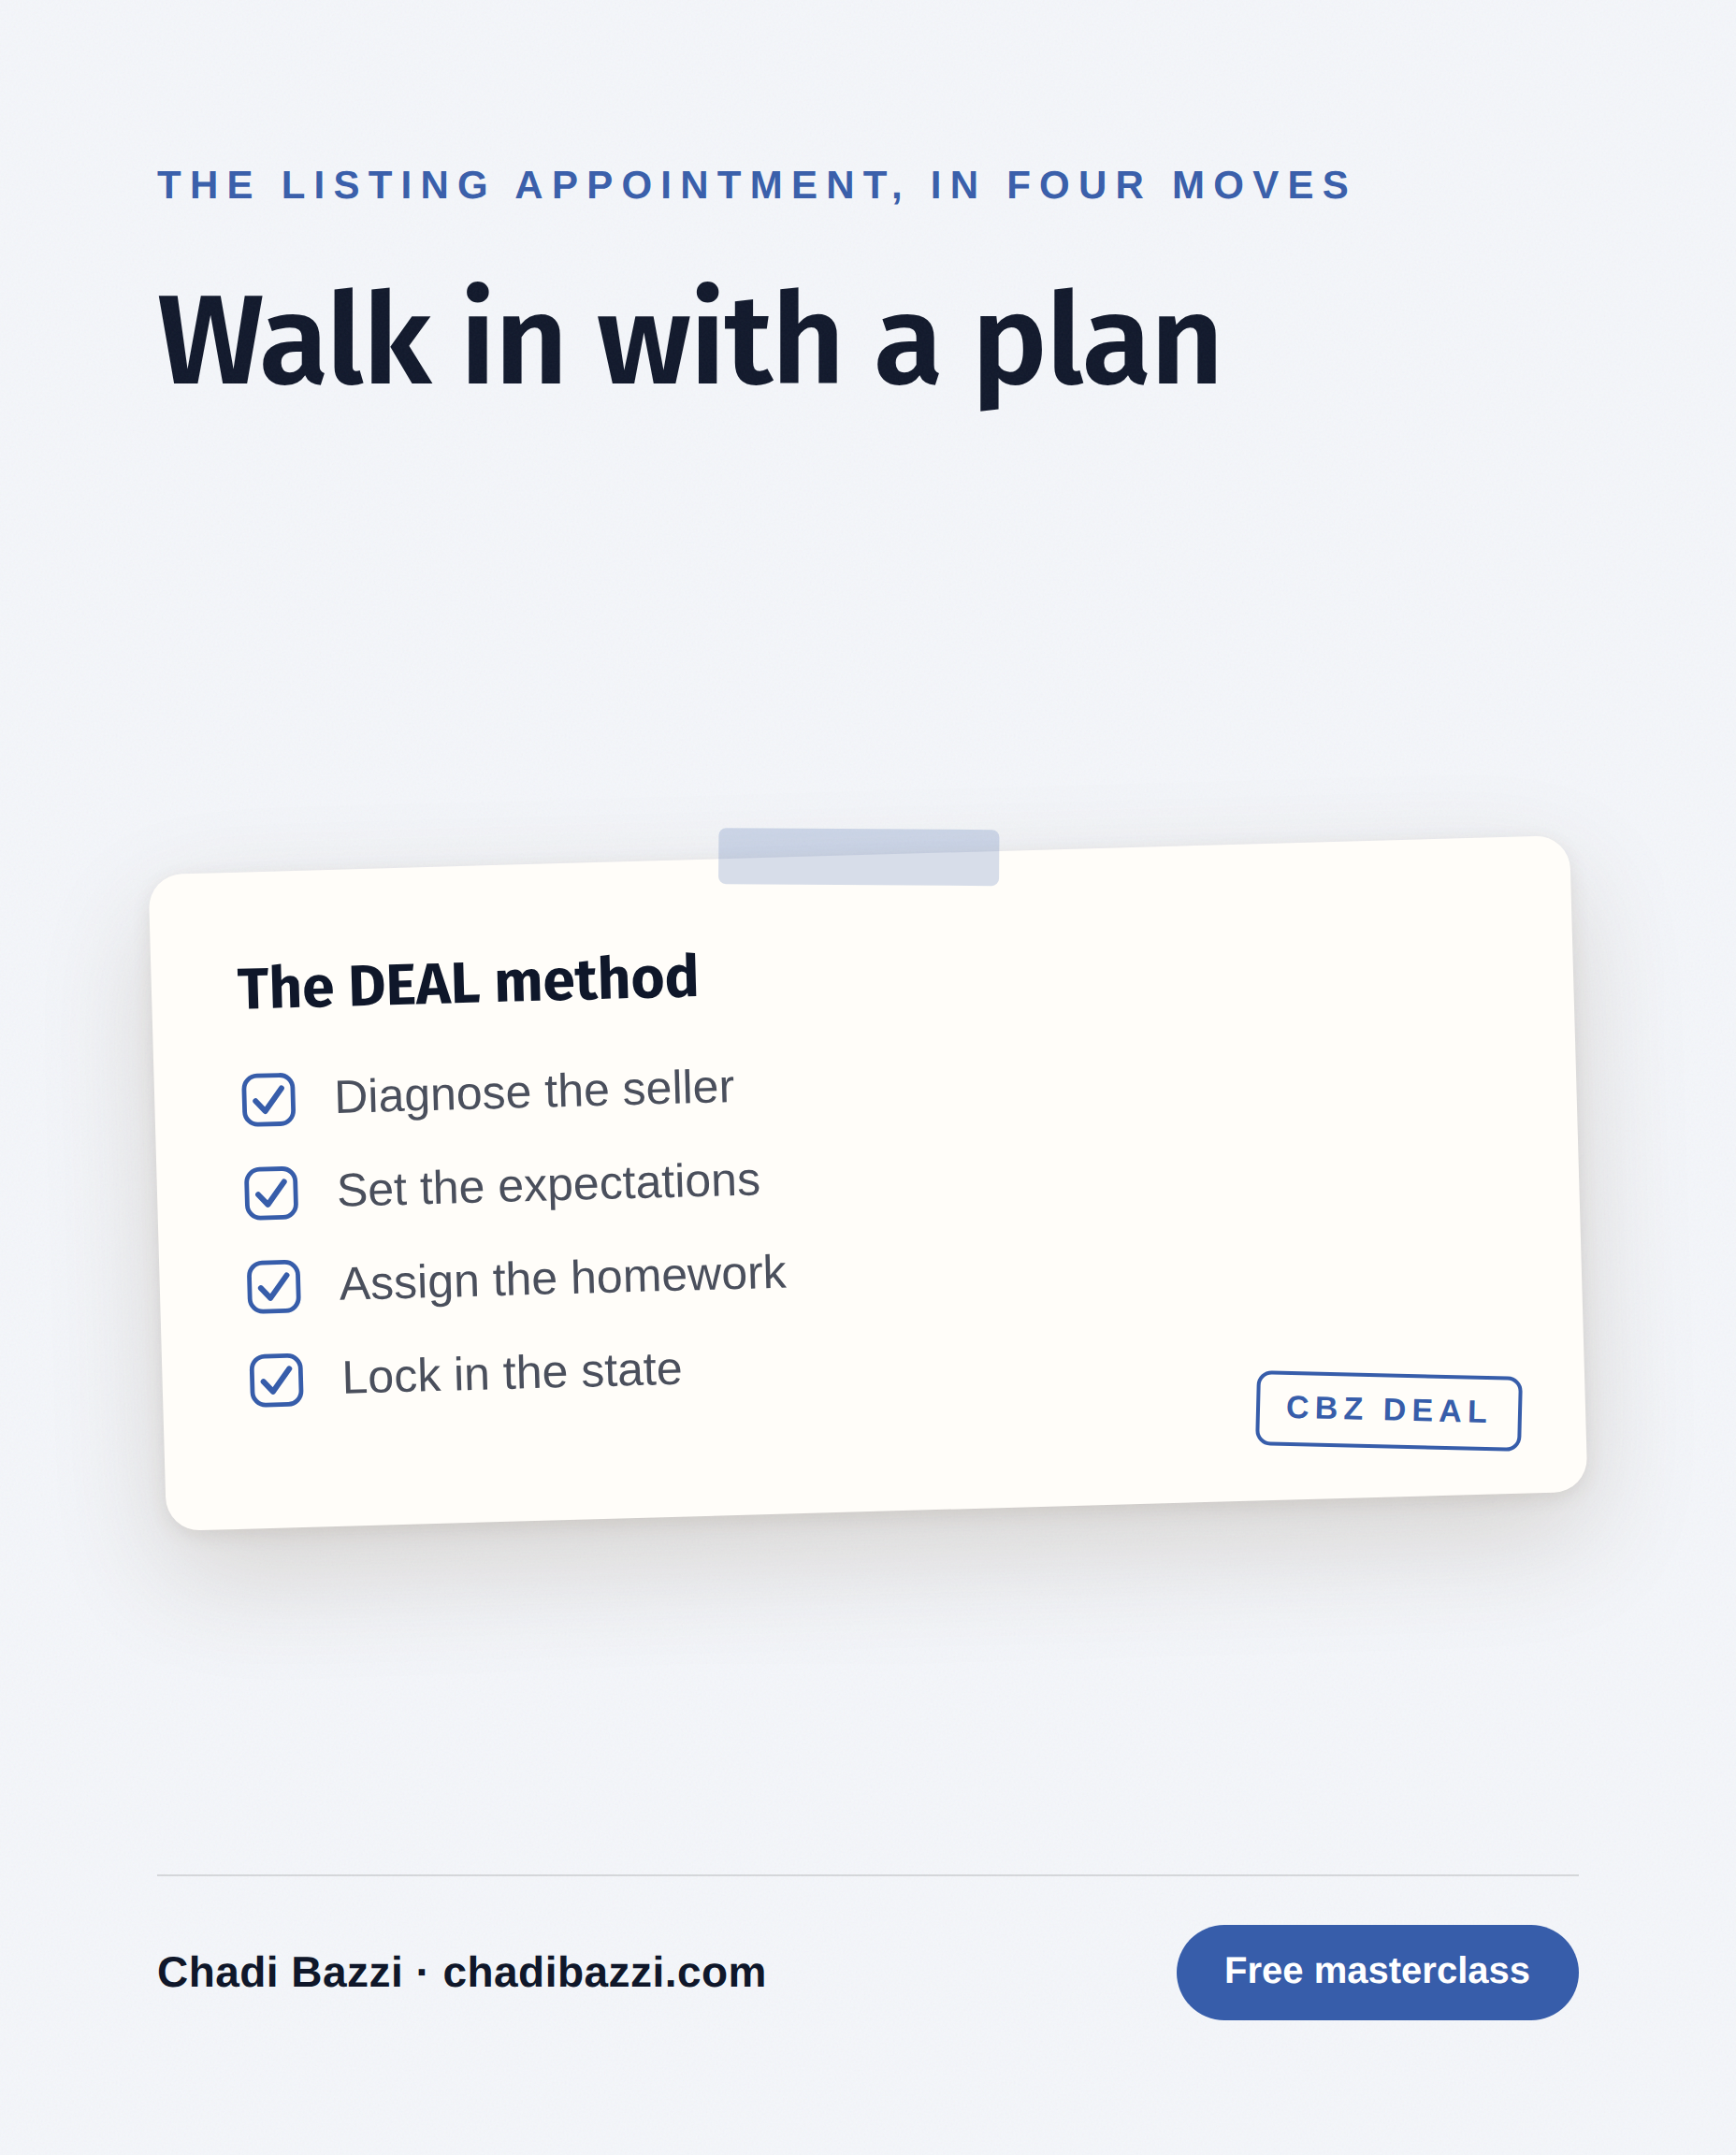 THE LISTING APPOINTMENT, IN FOUR MOVES
Walk in with a plan
The DEAL method
Diagnose the seller
Set the expectations
Assign the homework
Lock in the state
CBZ DEAL
Chadi Bazzi · chadibazzi.com
Free masterclass